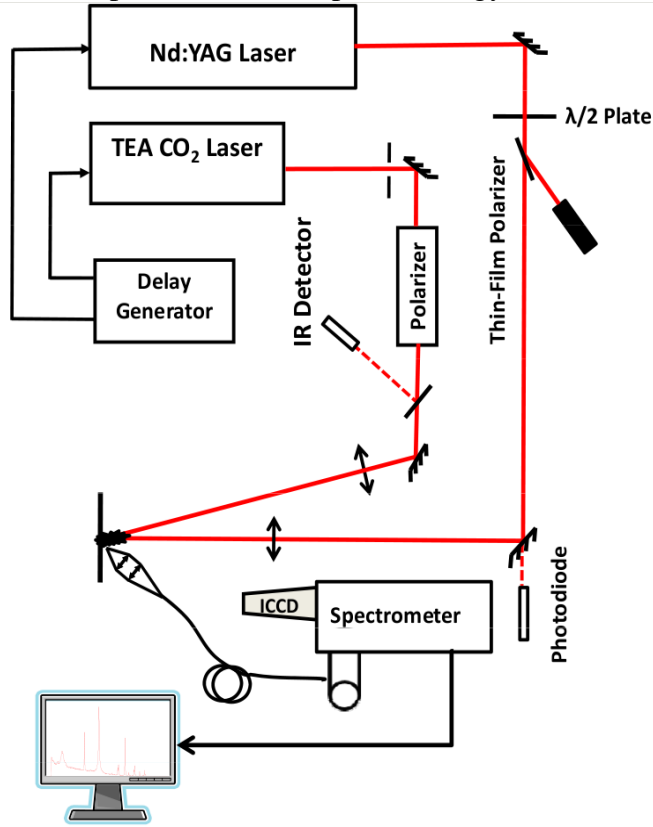 Nd:YAG Laser
λ/2 Plate
TEA CO₂ Laser
Thin-Film Polarizer
Delay
Generator
IR Detector
Polarizer
ICCD
Spectrometer
Photodiode